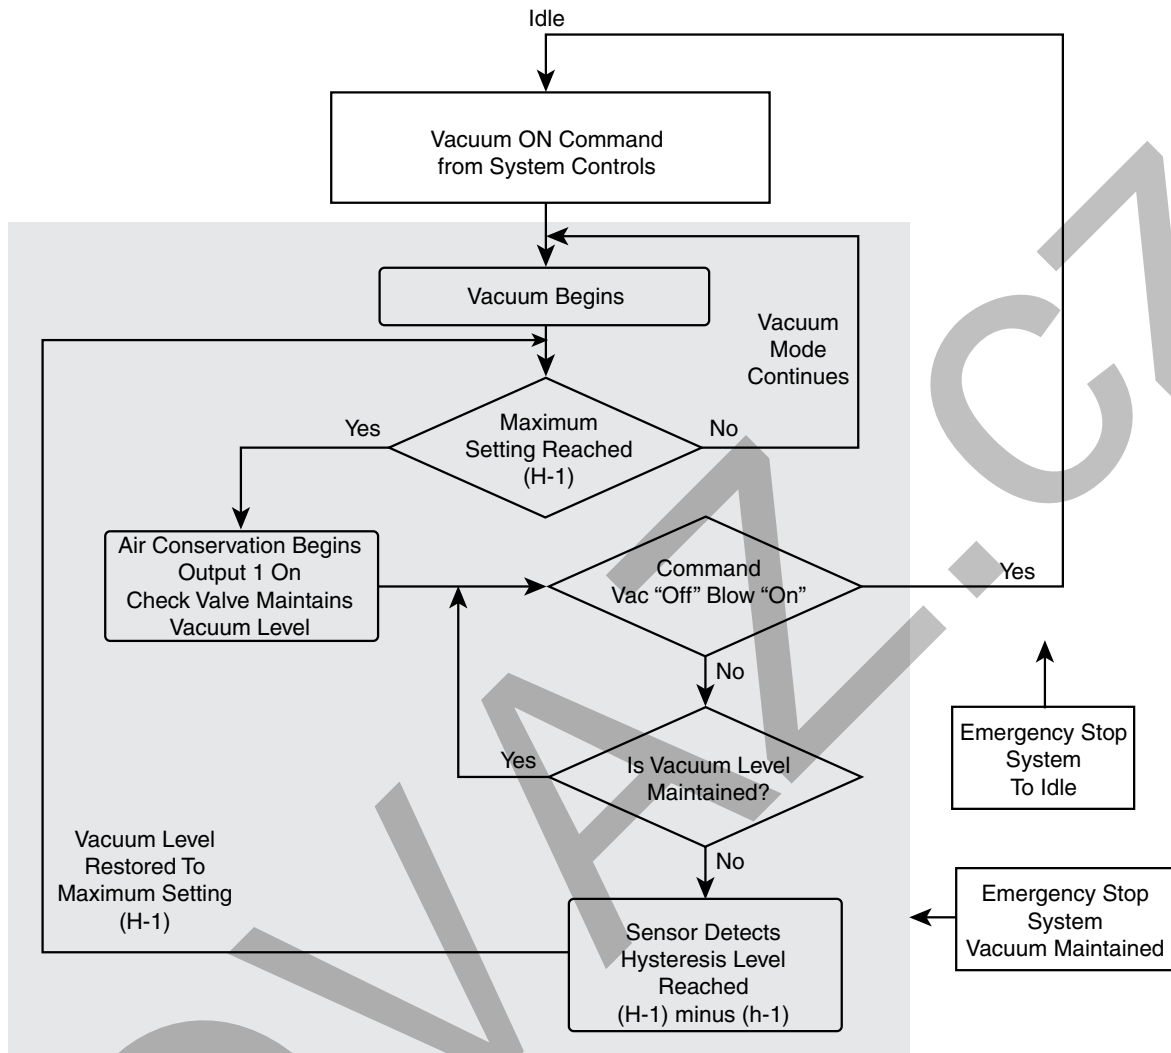 Idle
Vacuum ON Command
from System Controls
Vacuum Begins
Vacuum
Mode
Continues
Maximum
Setting Reached
(H-1)
Yes
No
Air Conservation Begins
Output 1 On
Check Valve Maintains
Vacuum Level
Command
Vac “Off” Blow “On”
Yes
No
Is Vacuum Level
Maintained?
Yes
No
Emergency Stop
System
To Idle
Vacuum Level
Restored To
Maximum Setting
(H-1)
Sensor Detects
Hysteresis Level
Reached
(H-1) minus (h-1)
Emergency Stop
System
Vacuum Maintained